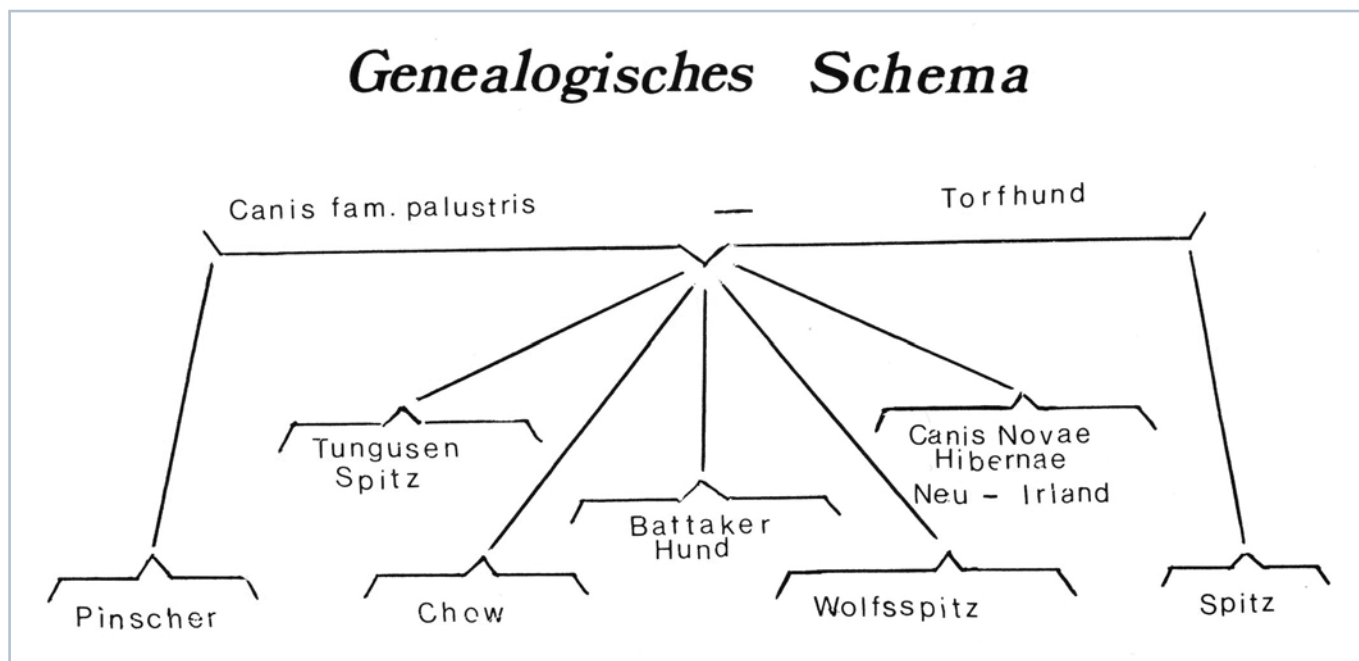 Genealogisches Schema
Canis fam. palustris — Torfhund
Tungusen
Spitz
Canis Novae
Hibernae
Neu - Irland
Battaker
Hund
Pinscher
Chow
Wolfsspitz
Spitz